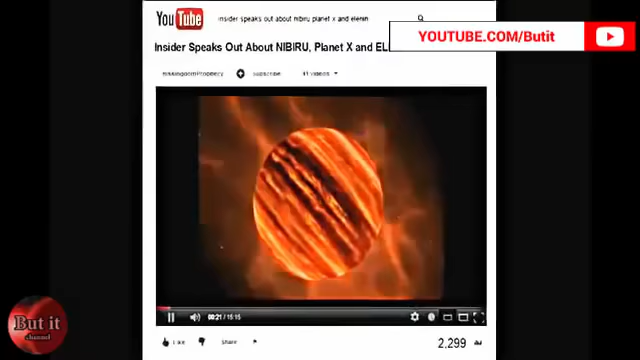 YouTube
insider speaks out about nibiru planet x and elenin
YOUTUBE.COM/Butit
Insider Speaks Out About NIBIRU, Planet X and EL
Subscribe
41 videos
00:21 / 15:15
Like
Share
2,299
But it
channel